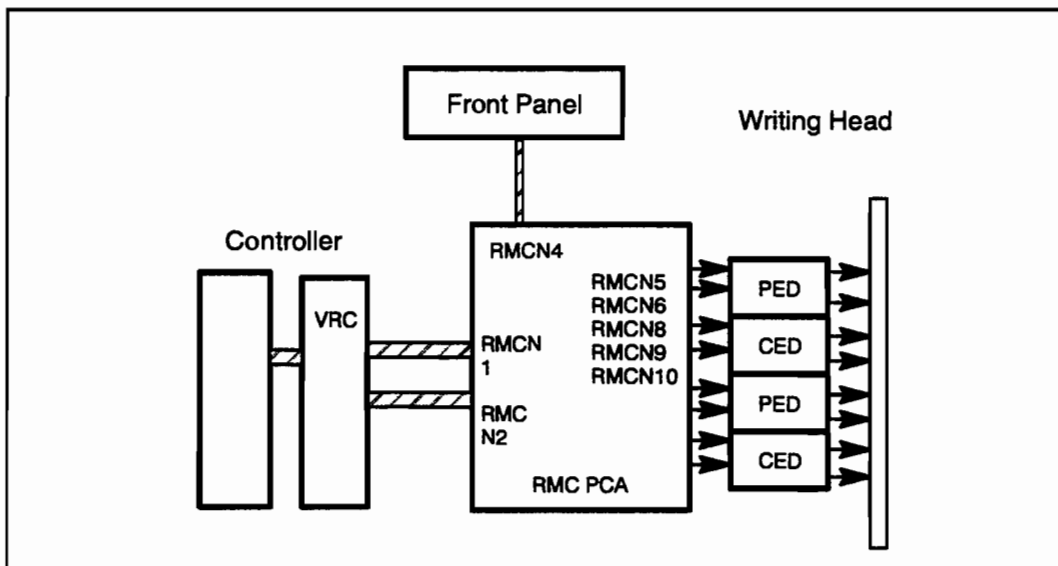 Front Panel
Writing Head
Controller
VRC
RMCN4
RMCN5
RMCN6
RMCN8
RMCN9
RMCN10
RMCN
1
RMC
N2
RMC PCA
PED
CED
PED
CED